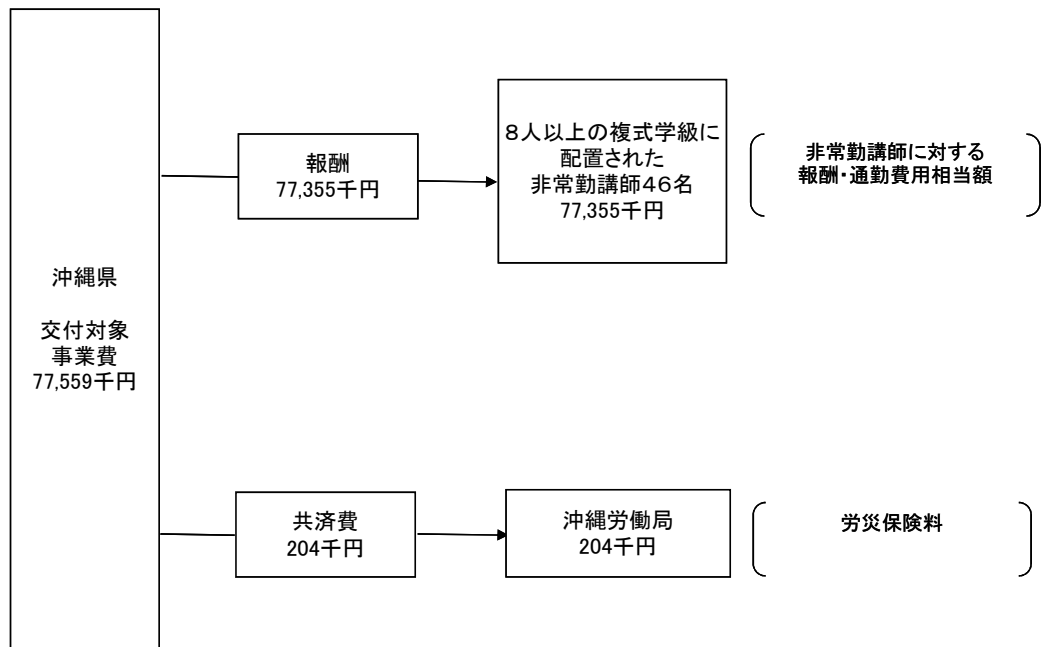 沖縄県
交付対象
事業費
77,559千円
報酬
77,355千円
８人以上の複式学級に
配置された
非常勤講師４６名
77,355千円
非常勤講師に対する
報酬・通勤費用相当額
共済費
204千円
沖縄労働局
204千円
労災保険料